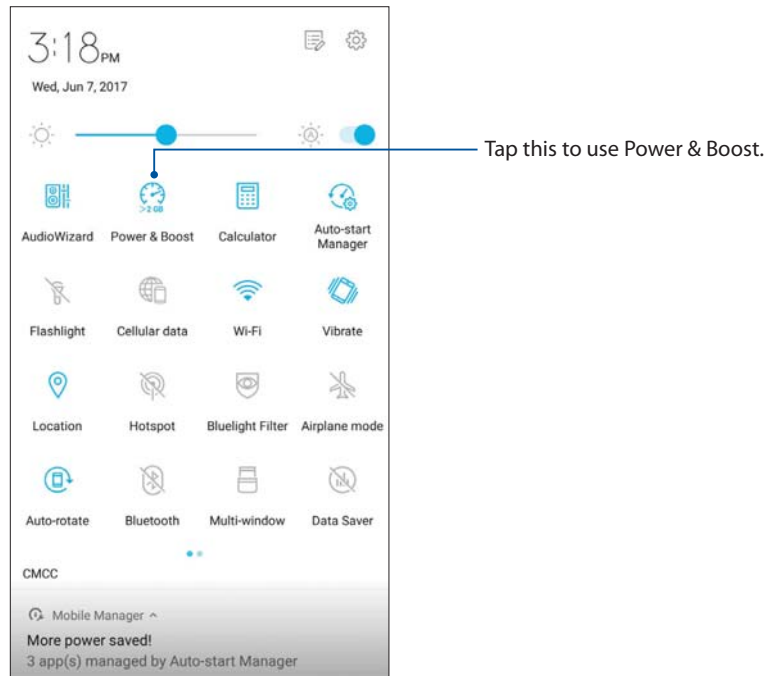 3:18PM
Wed, Jun 7, 2017
A
Tap this to use Power & Boost.
>2 GB
AudioWizard Power & Boost Calculator Auto-start
Manager
Flashlight Cellular data Wi-Fi Vibrate
Location Hotspot Bluelight Filter Airplane mode
Auto-rotate Bluetooth Multi-window Data Saver
CMCC
Mobile Manager
More power saved!
3 app(s) managed by Auto-start Manager